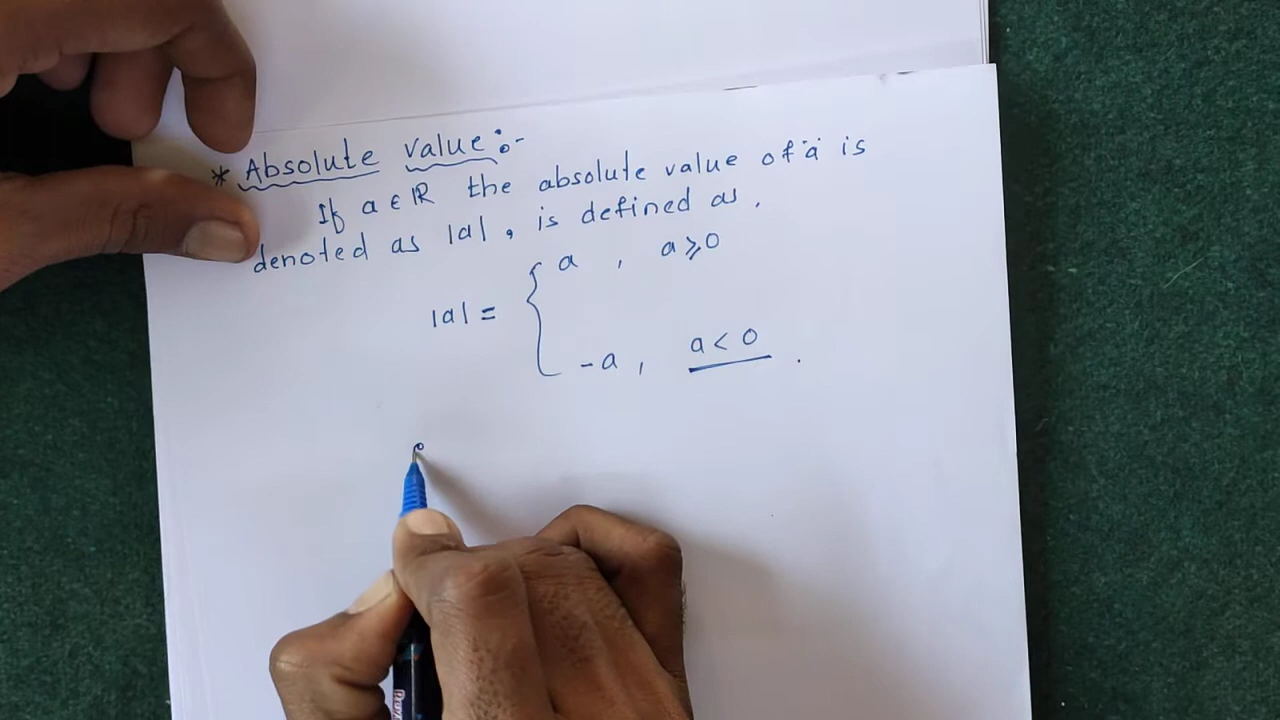 * Absolute value :-
If a ∈ ℝ the absolute value of 'a' is
denoted as |a|, is defined as,
|a| = { a , a ≥ 0
-a , a < 0 .